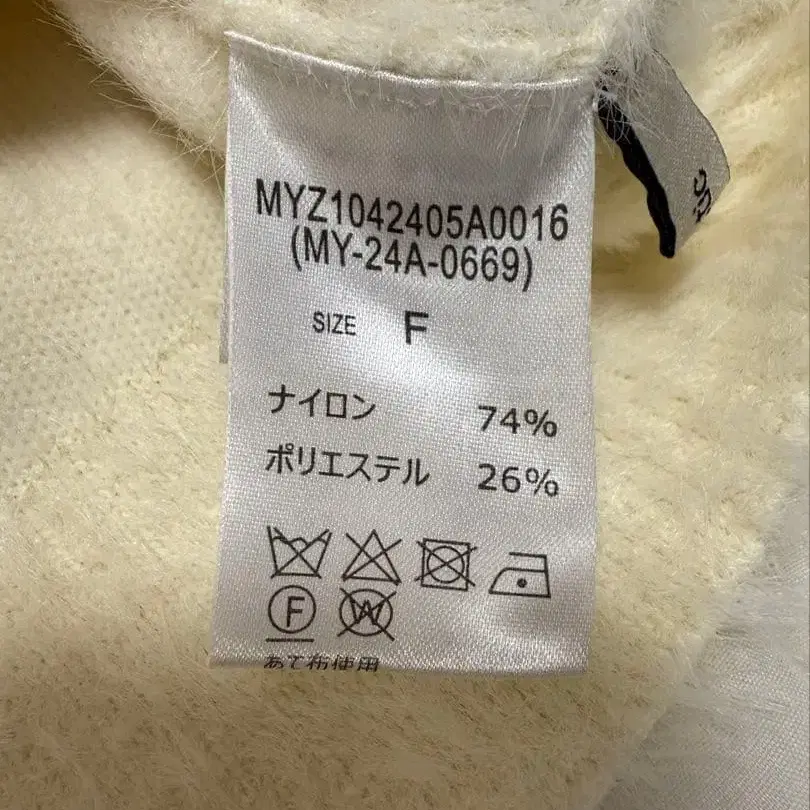 MYZ1042405A0016
(MY-24A-0669)
SIZE F
ナイロン 74%
ポリエステル 26%
F W
あて布使用